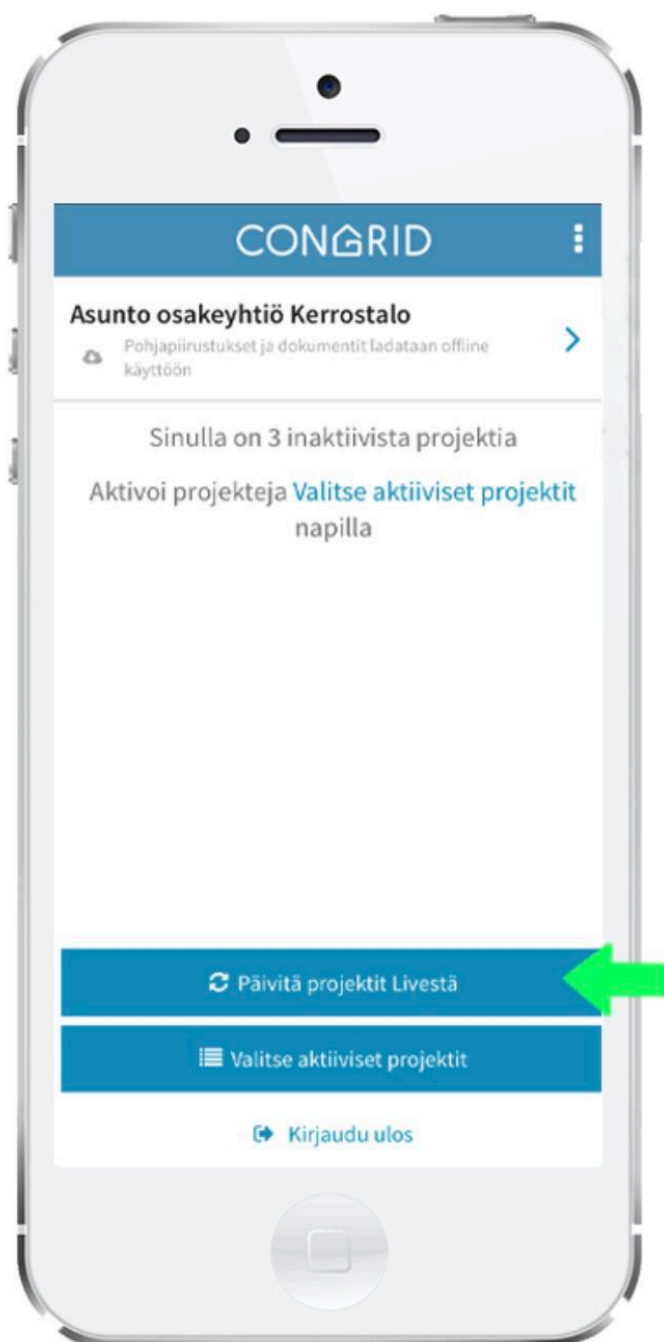 CONGRID
Asunto osakeyhtiö Kerrostalo
Pohjapiirustukset ja dokumentit ladataan offline
käyttöön
Sinulla on 3 inaktiivista projektia
Aktivoi projekteja Valitse aktiiviset projektit
napilla
Päivitä projektit Livestä
Valitse aktiiviset projektit
Kirjaudu ulos